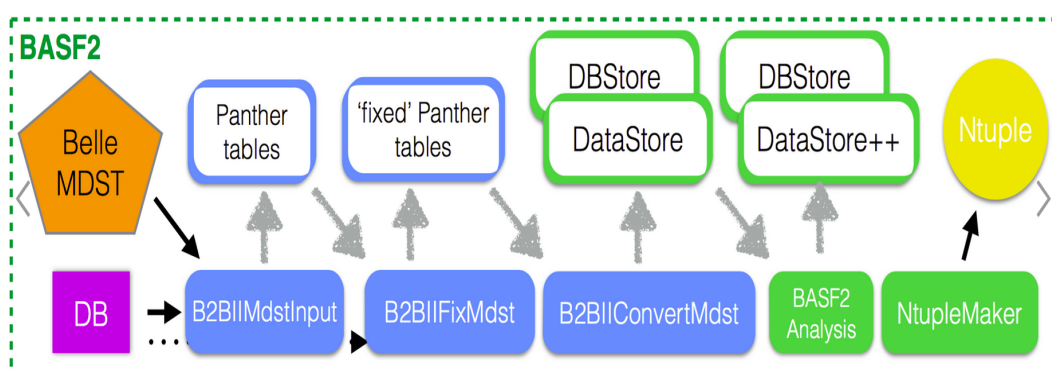 BASF2
Belle
MDST
Panther
tables
'fixed' Panther
tables
DBStore
DataStore
DBStore
DataStore++
Ntuple
DB
B2BIIMdstInput
B2BIIFixMdst
B2BIIConvertMdst
BASF2
Analysis
NtupleMaker